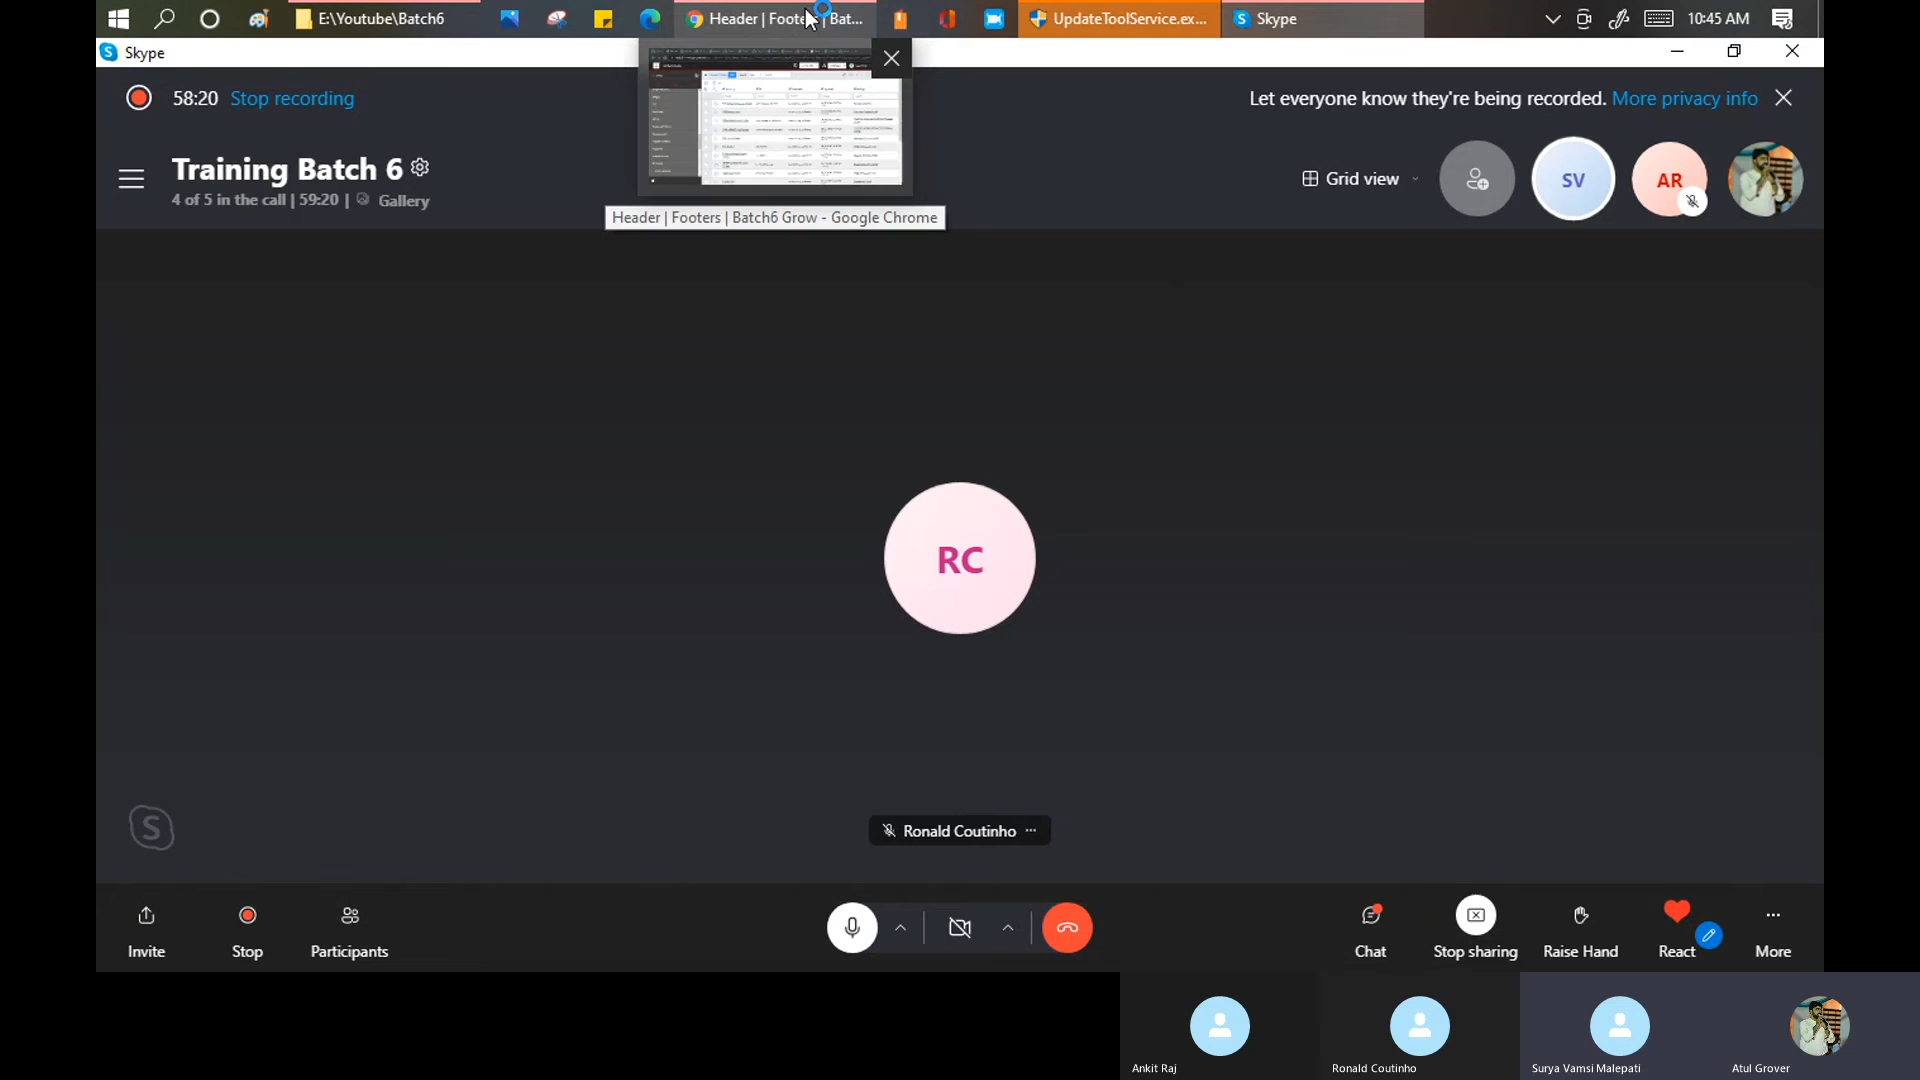 E:\Youtube\Batch6
Header | Footers | Bat...
UpdateToolService.ex...
Skype
10:45 AM
Skype
58:20 Stop recording
Let everyone know they're being recorded. More privacy info
Training Batch 6
4 of 5 in the call | 59:20 | Gallery
Grid view
SV
AR
Header | Footers | Batch6 Grow - Google Chrome
RC
Ronald Coutinho
Invite
Stop
Participants
Chat
Stop sharing
Raise Hand
React
More
Ankit Raj
Ronald Coutinho
Surya Vamsi Malepati
Atul Grover